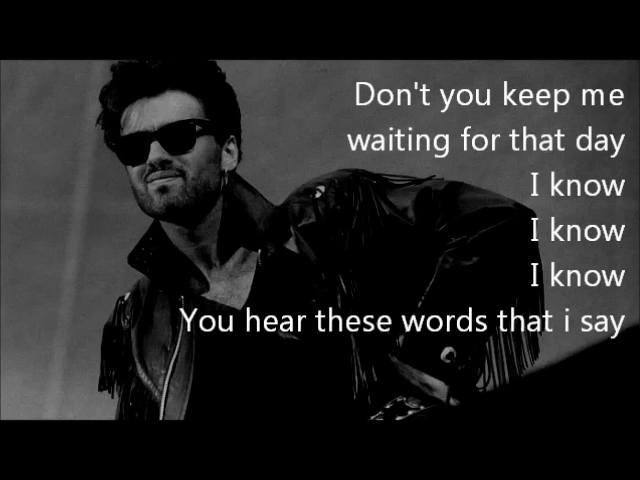 Don't you keep me
waiting for that day
I know
I know
I know
You hear these words that i say